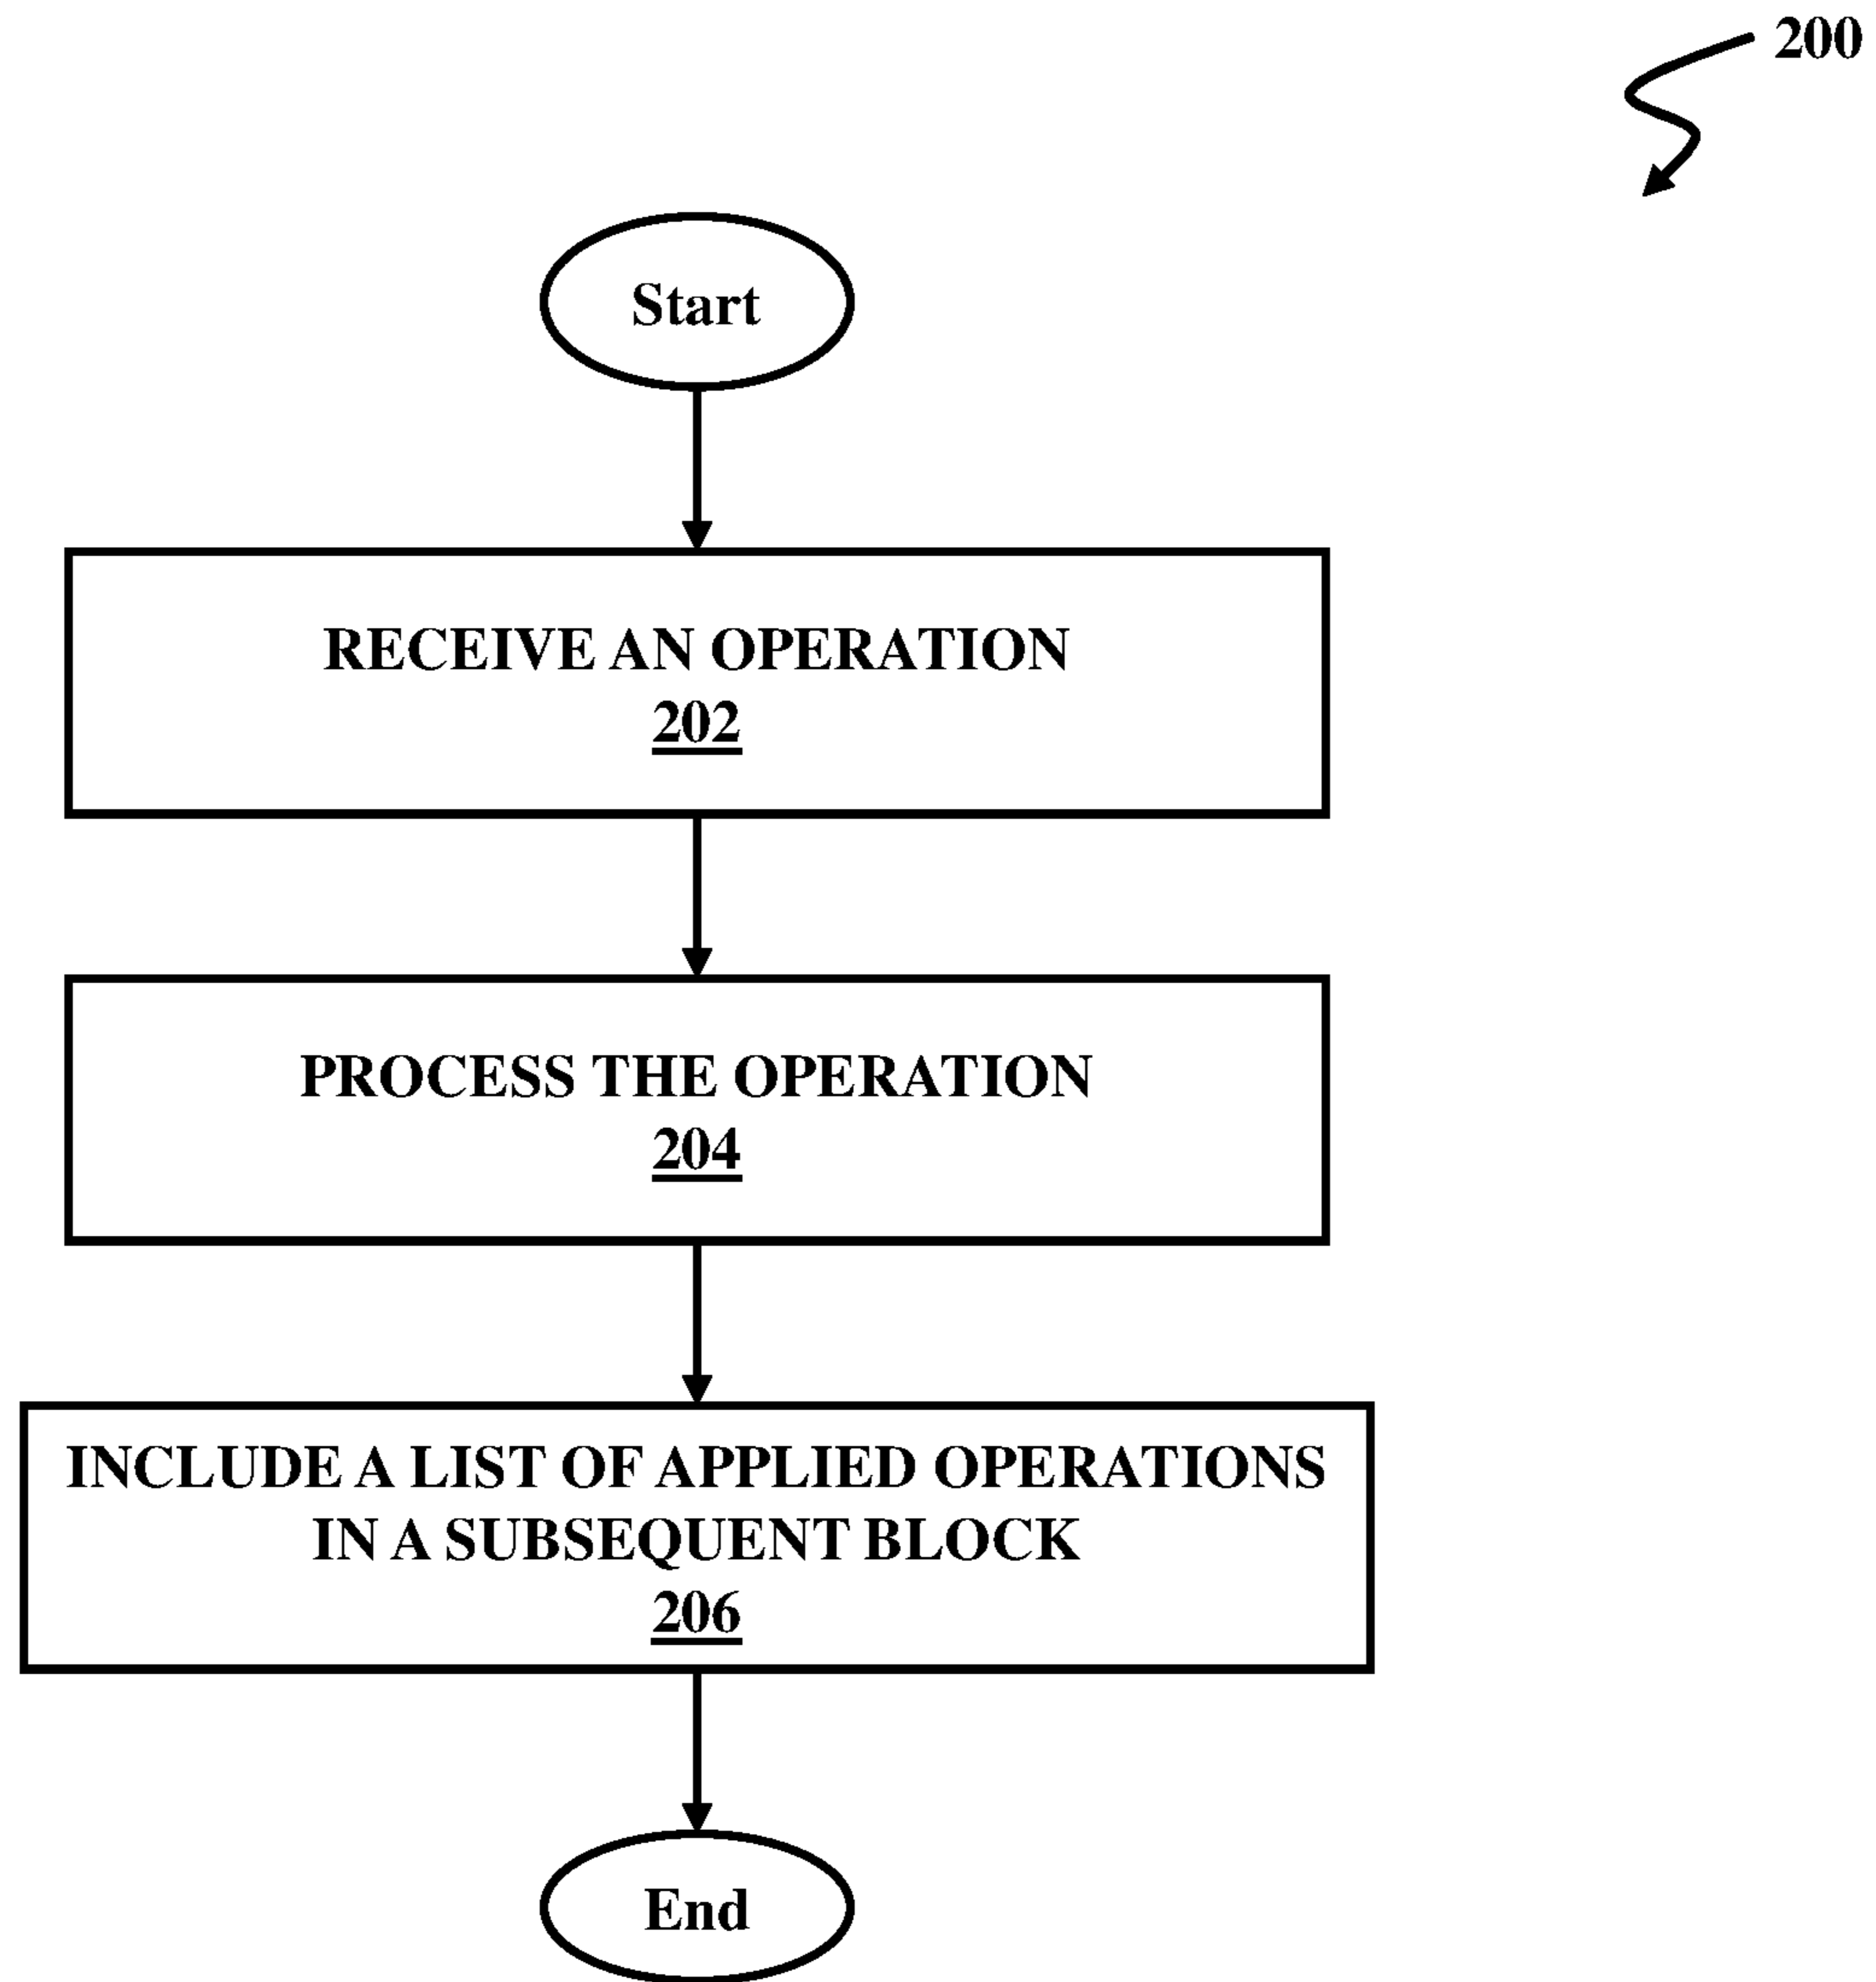 200
Start
RECEIVE AN OPERATION
202
PROCESS THE OPERATION
204
INCLUDE A LIST OF APPLIED OPERATIONS
IN A SUBSEQUENT BLOCK
206
End